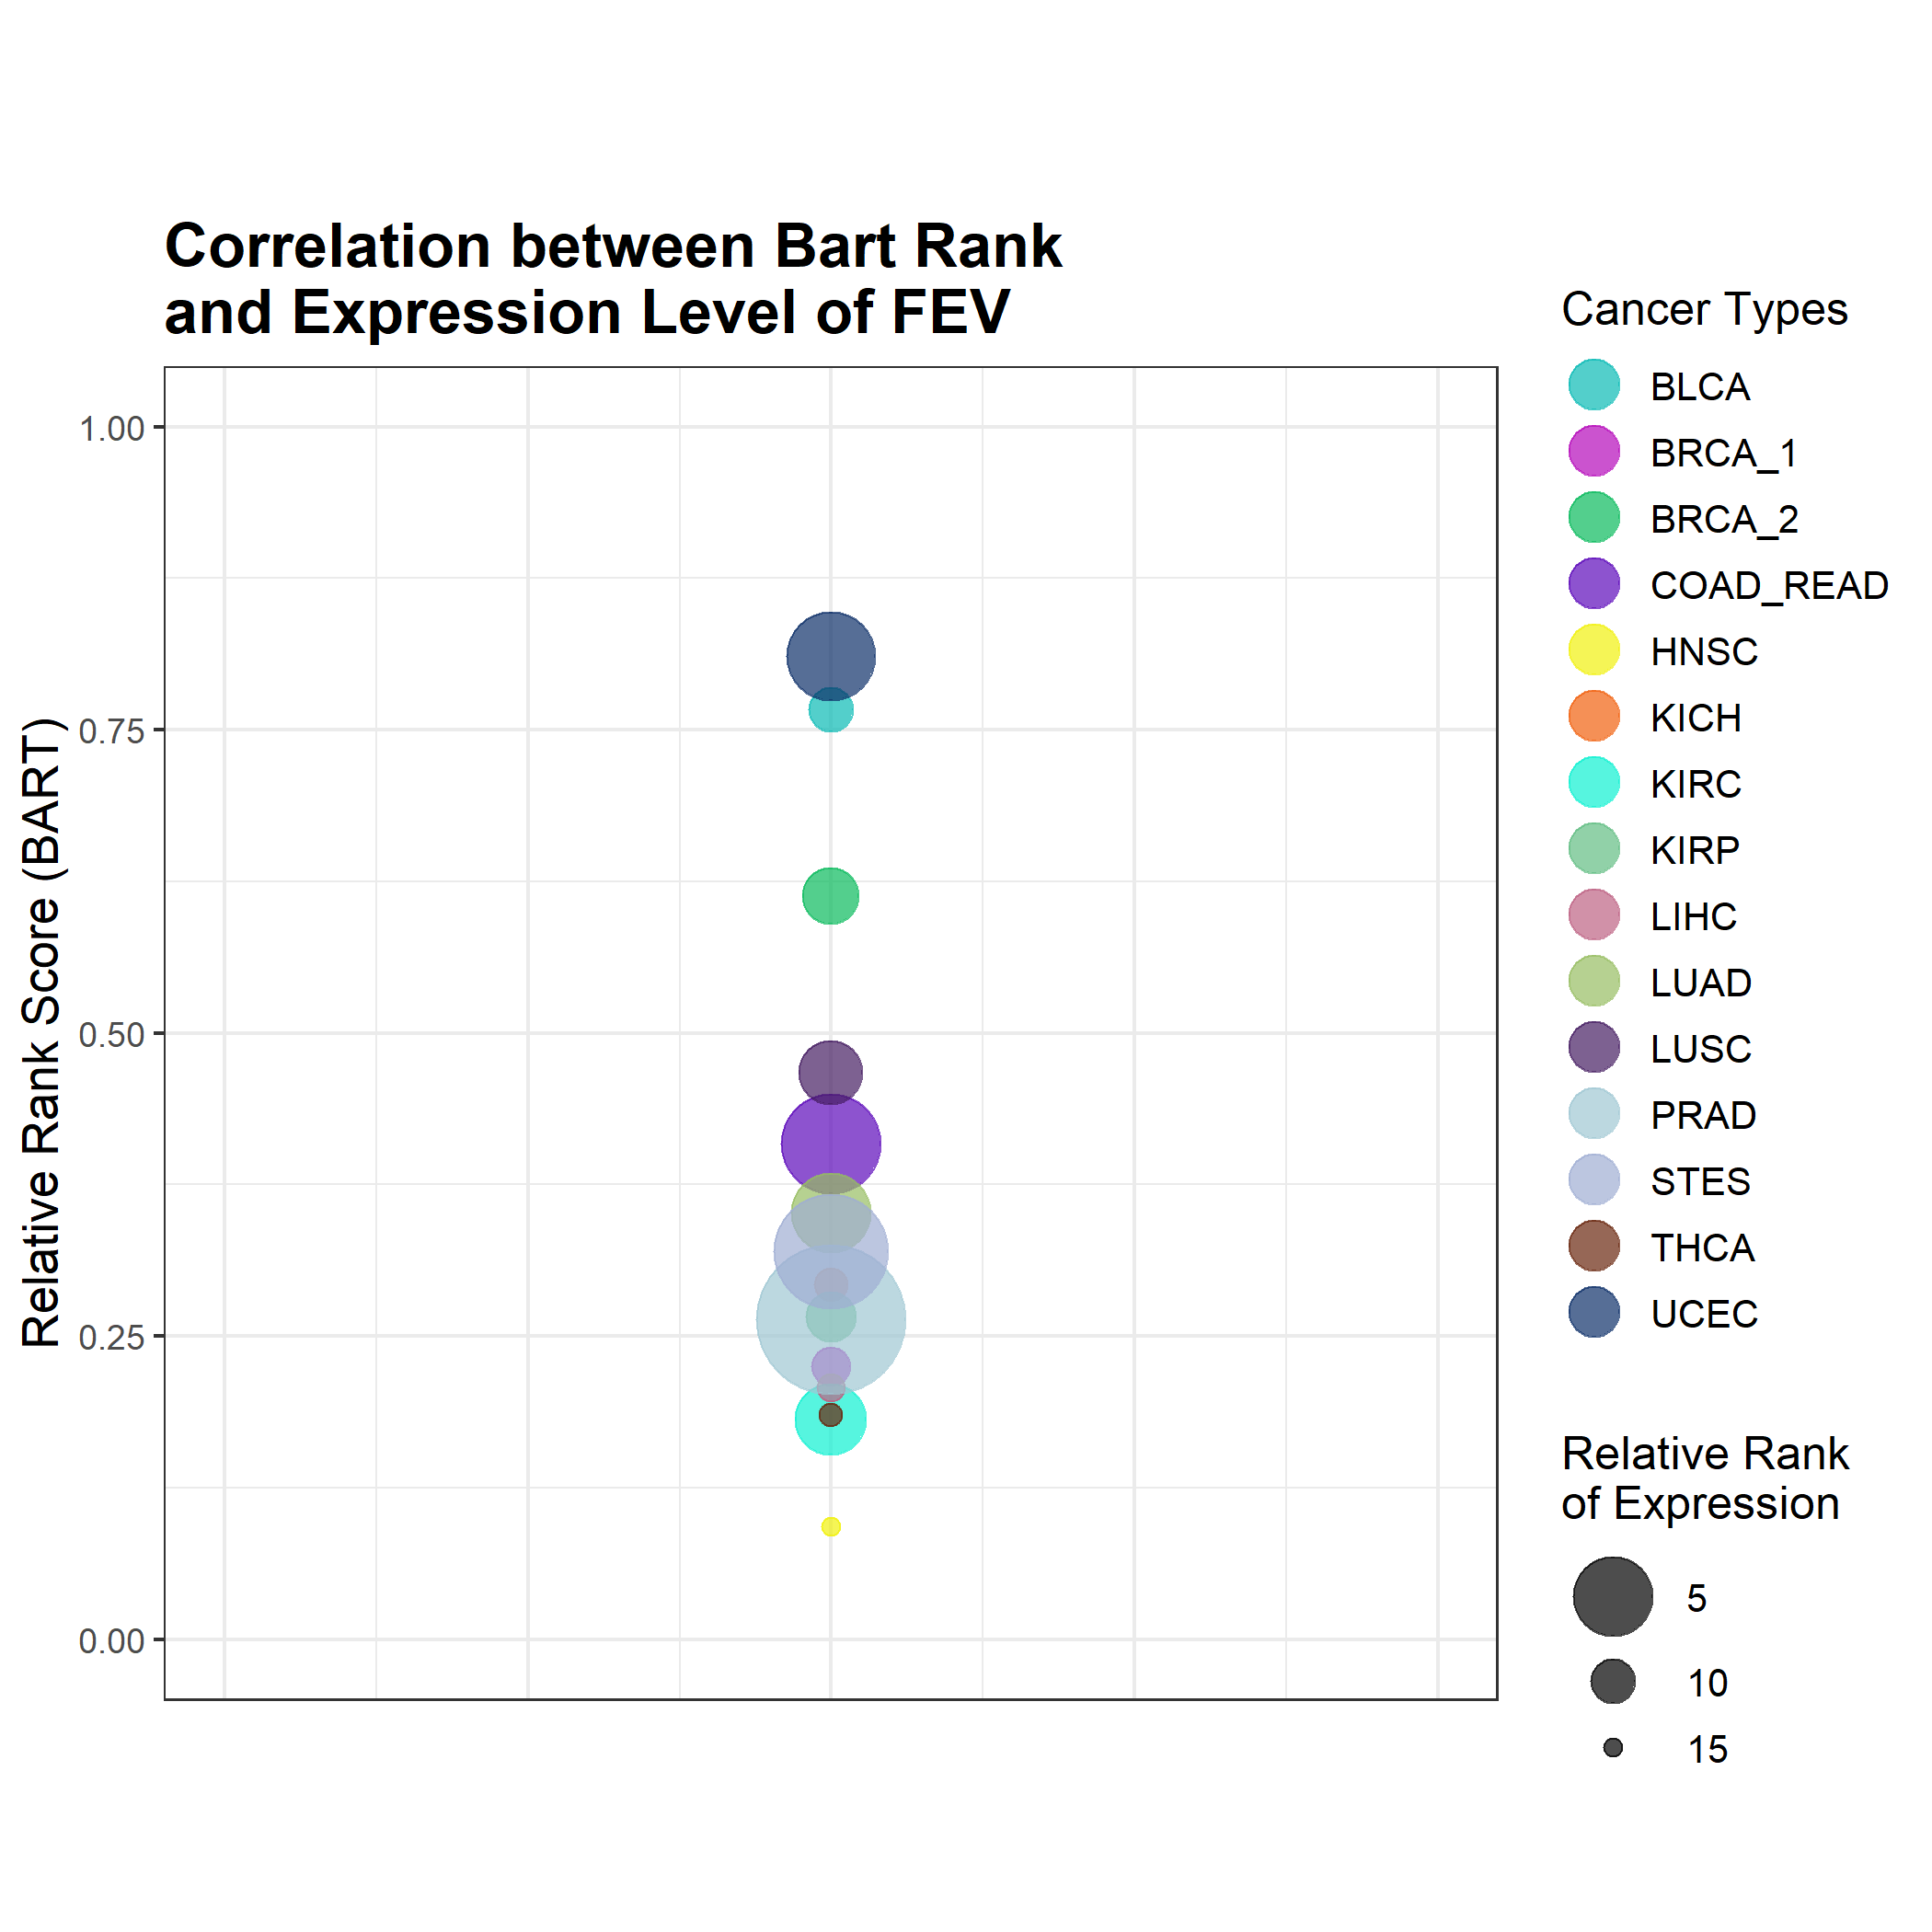 Correlation between Bart Rank
and Expression Level of FEV
Relative Rank Score (BART)
1.00
0.75
0.50
0.25
0.00
Cancer Types
BLCA
BRCA_1
BRCA_2
COAD_READ
HNSC
KICH
KIRC
KIRP
LIHC
LUAD
LUSC
PRAD
STES
THCA
UCEC
Relative Rank
of Expression
5
10
15